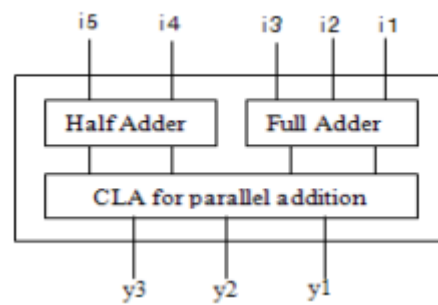 i5 i4 i3 i2 i1
Half Adder Full Adder
CLA for parallel addition
y3 y2 y1